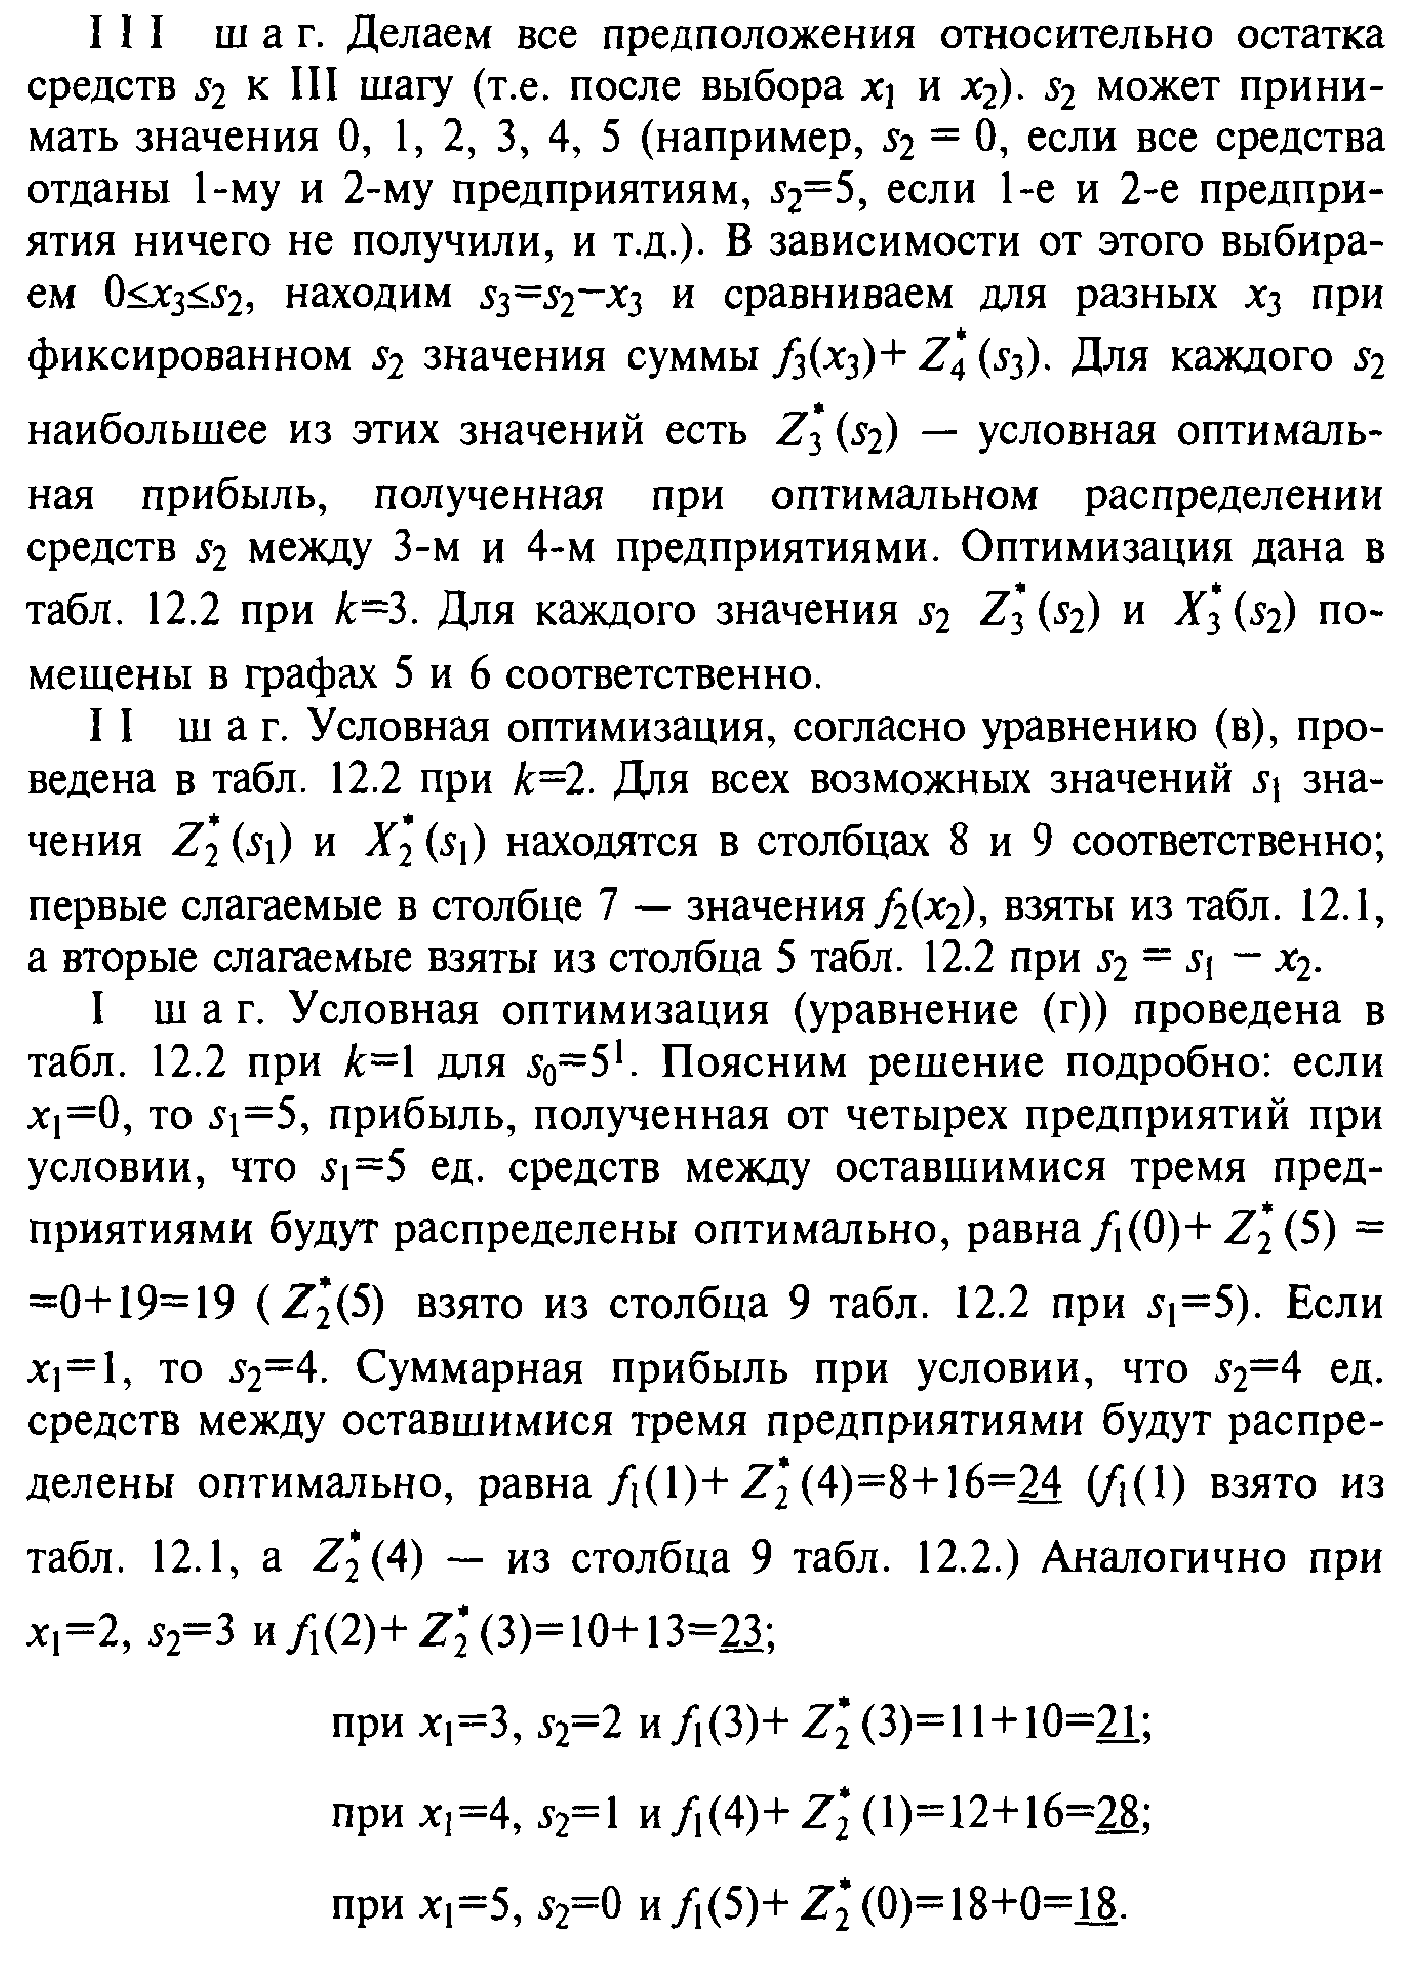 III шаг. Делаем все предположения относительно остатка
средств s₂ к III шагу (т.е. после выбора x₁ и x₂). s₂ может прини-
мать значения 0, 1, 2, 3, 4, 5 (например, s₂ = 0, если все средства
отданы 1-му и 2-му предприятиям, s₂=5, если 1-е и 2-е предпри-
ятия ничего не получили, и т.д.). В зависимости от этого выбира-
ем 0≤x₃≤s₂, находим s₃=s₂−x₃ и сравниваем для разных x₃ при
фиксированном s₂ значения суммы f₃(x₃)+ Z₄*(s₃). Для каждого s₂
наибольшее из этих значений есть Z₃*(s₂) — условная оптималь-
ная прибыль, полученная при оптимальном распределении
средств s₂ между 3-м и 4-м предприятиями. Оптимизация дана в
табл. 12.2 при k=3. Для каждого значения s₂ Z₃*(s₂) и X₃*(s₂) по-
мещены в графах 5 и 6 соответственно.
II шаг. Условная оптимизация, согласно уравнению (в), про-
ведена в табл. 12.2 при k=2. Для всех возможных значений s₁ зна-
чения Z₂*(s₁) и X₂*(s₁) находятся в столбцах 8 и 9 соответственно;
первые слагаемые в столбце 7 — значения f₂(x₂), взяты из табл. 12.1,
а вторые слагаемые взяты из столбца 5 табл. 12.2 при s₂ = s₁ − x₂.
I шаг. Условная оптимизация (уравнение (г)) проведена в
табл. 12.2 при k=1 для s₀=5¹. Поясним решение подробно: если
x₁=0, то s₁=5, прибыль, полученная от четырех предприятий при
условии, что s₁=5 ед. средств между оставшимися тремя пред-
приятиями будут распределены оптимально, равна f₁(0)+ Z₂*(5) =
=0+19=19 ( Z₂*(5) взято из столбца 9 табл. 12.2 при s₁=5). Если
x₁=1, то s₂=4. Суммарная прибыль при условии, что s₂=4 ед.
средств между оставшимися тремя предприятиями будут распре-
делены оптимально, равна f₁(1)+ Z₂*(4)=8+16=24 (f₁(1) взято из
табл. 12.1, а Z₂*(4) — из столбца 9 табл. 12.2.) Аналогично при
x₁=2, s₂=3 и f₁(2)+ Z₂*(3)=10+13=23;
при x₁=3, s₂=2 и f₁(3)+ Z₂*(3)=11+10=21;
при x₁=4, s₂=1 и f₁(4)+ Z₂*(1)=12+16=28;
при x₁=5, s₂=0 и f₁(5)+ Z₂*(0)=18+0=18.